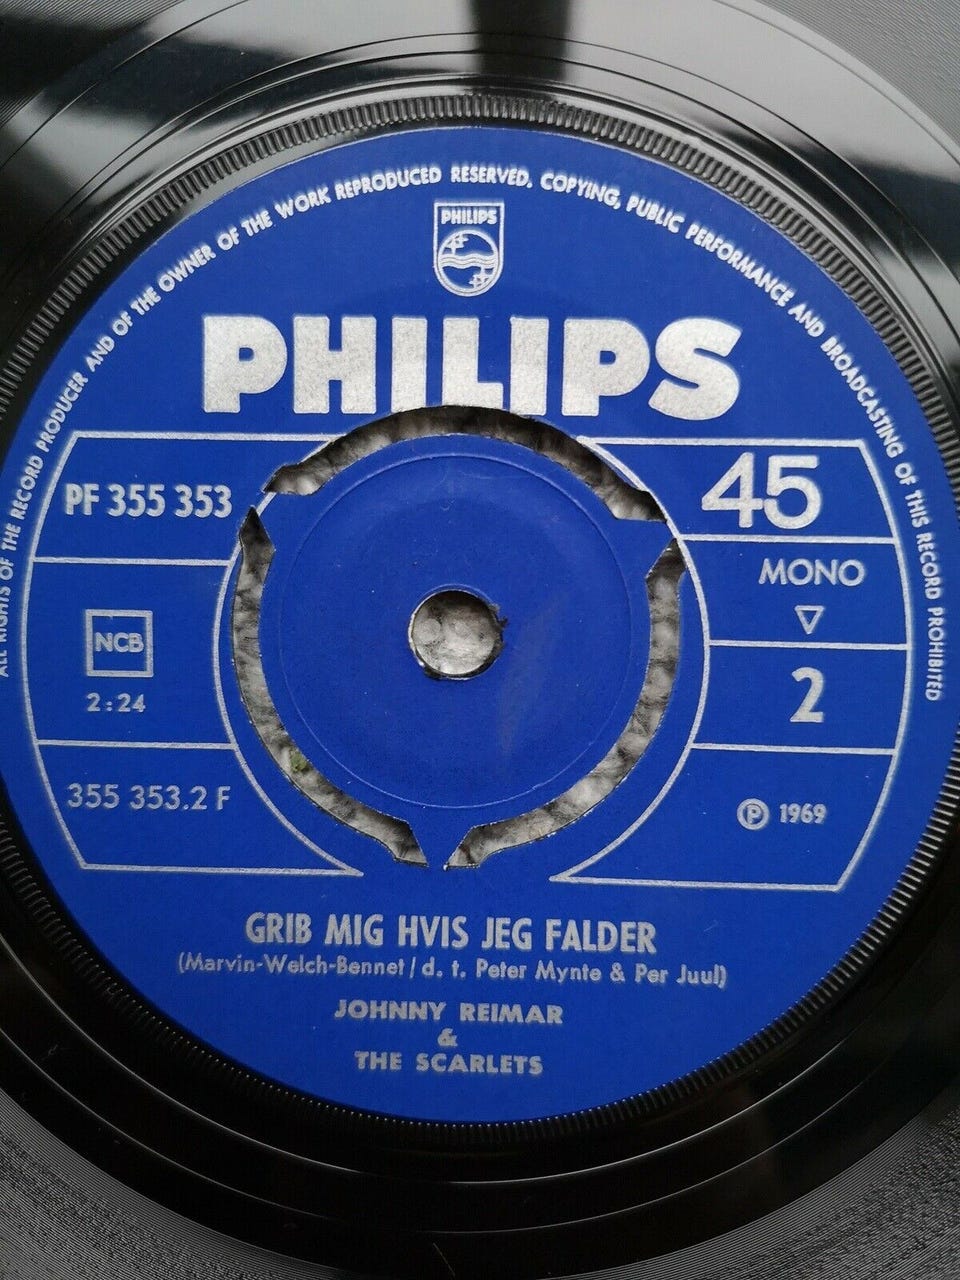 ALL RIGHTS OF THE RECORD PRODUCER AND OF THE OWNER OF THE WORK REPRODUCED RESERVED. COPYING, PUBLIC PERFORMANCE AND BROADCASTING OF THIS RECORD PROHIBITED
PHILIPS
PHILIPS
PF 355 353
45
MONO
NCB
2:24
2
355 353.2 F
Ⓟ 1969
GRIB MIG HVIS JEG FALDER
(Marvin-Welch-Bennet / d. t. Peter Mynte & Per Juul)
JOHNNY REIMAR
&
THE SCARLETS